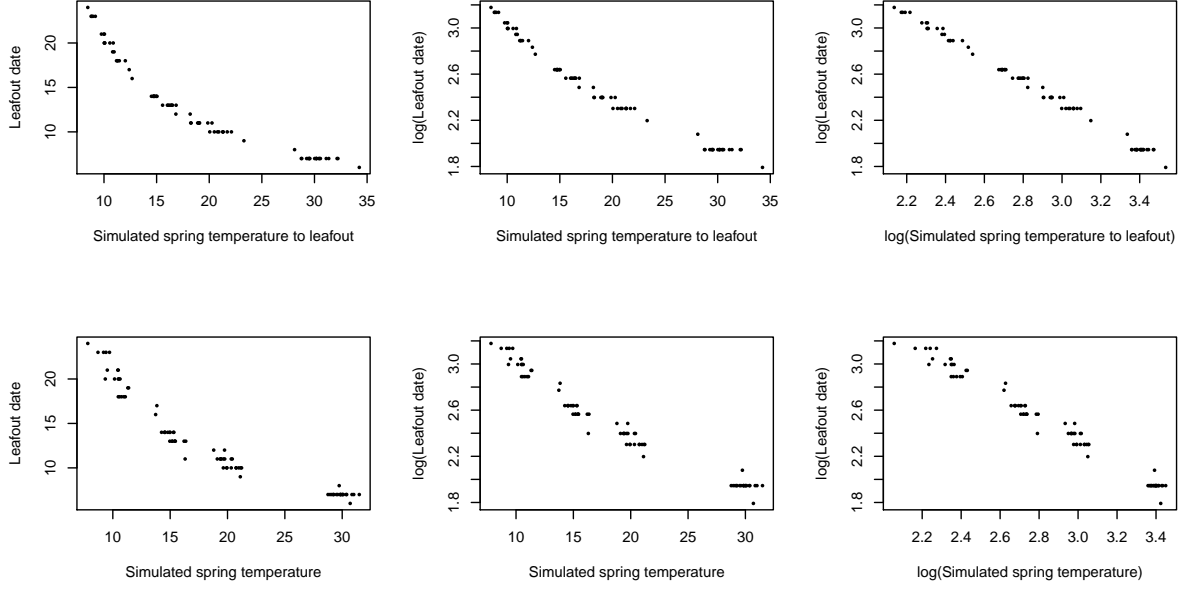 Leafout date
20
15
10
10 15 20 25 30 35
Simulated spring temperature to leafout
log(Leafout date)
3.0
2.6
2.2
1.8
10 15 20 25 30 35
Simulated spring temperature to leafout
log(Leafout date)
3.0
2.6
2.2
1.8
2.2 2.4 2.6 2.8 3.0 3.2 3.4
log(Simulated spring temperature to leafout)
Leafout date
20
15
10
10 15 20 25 30
Simulated spring temperature
log(Leafout date)
3.0
2.6
2.2
1.8
10 15 20 25 30
Simulated spring temperature
log(Leafout date)
3.0
2.6
2.2
1.8
2.2 2.4 2.6 2.8 3.0 3.2 3.4
log(Simulated spring temperature)